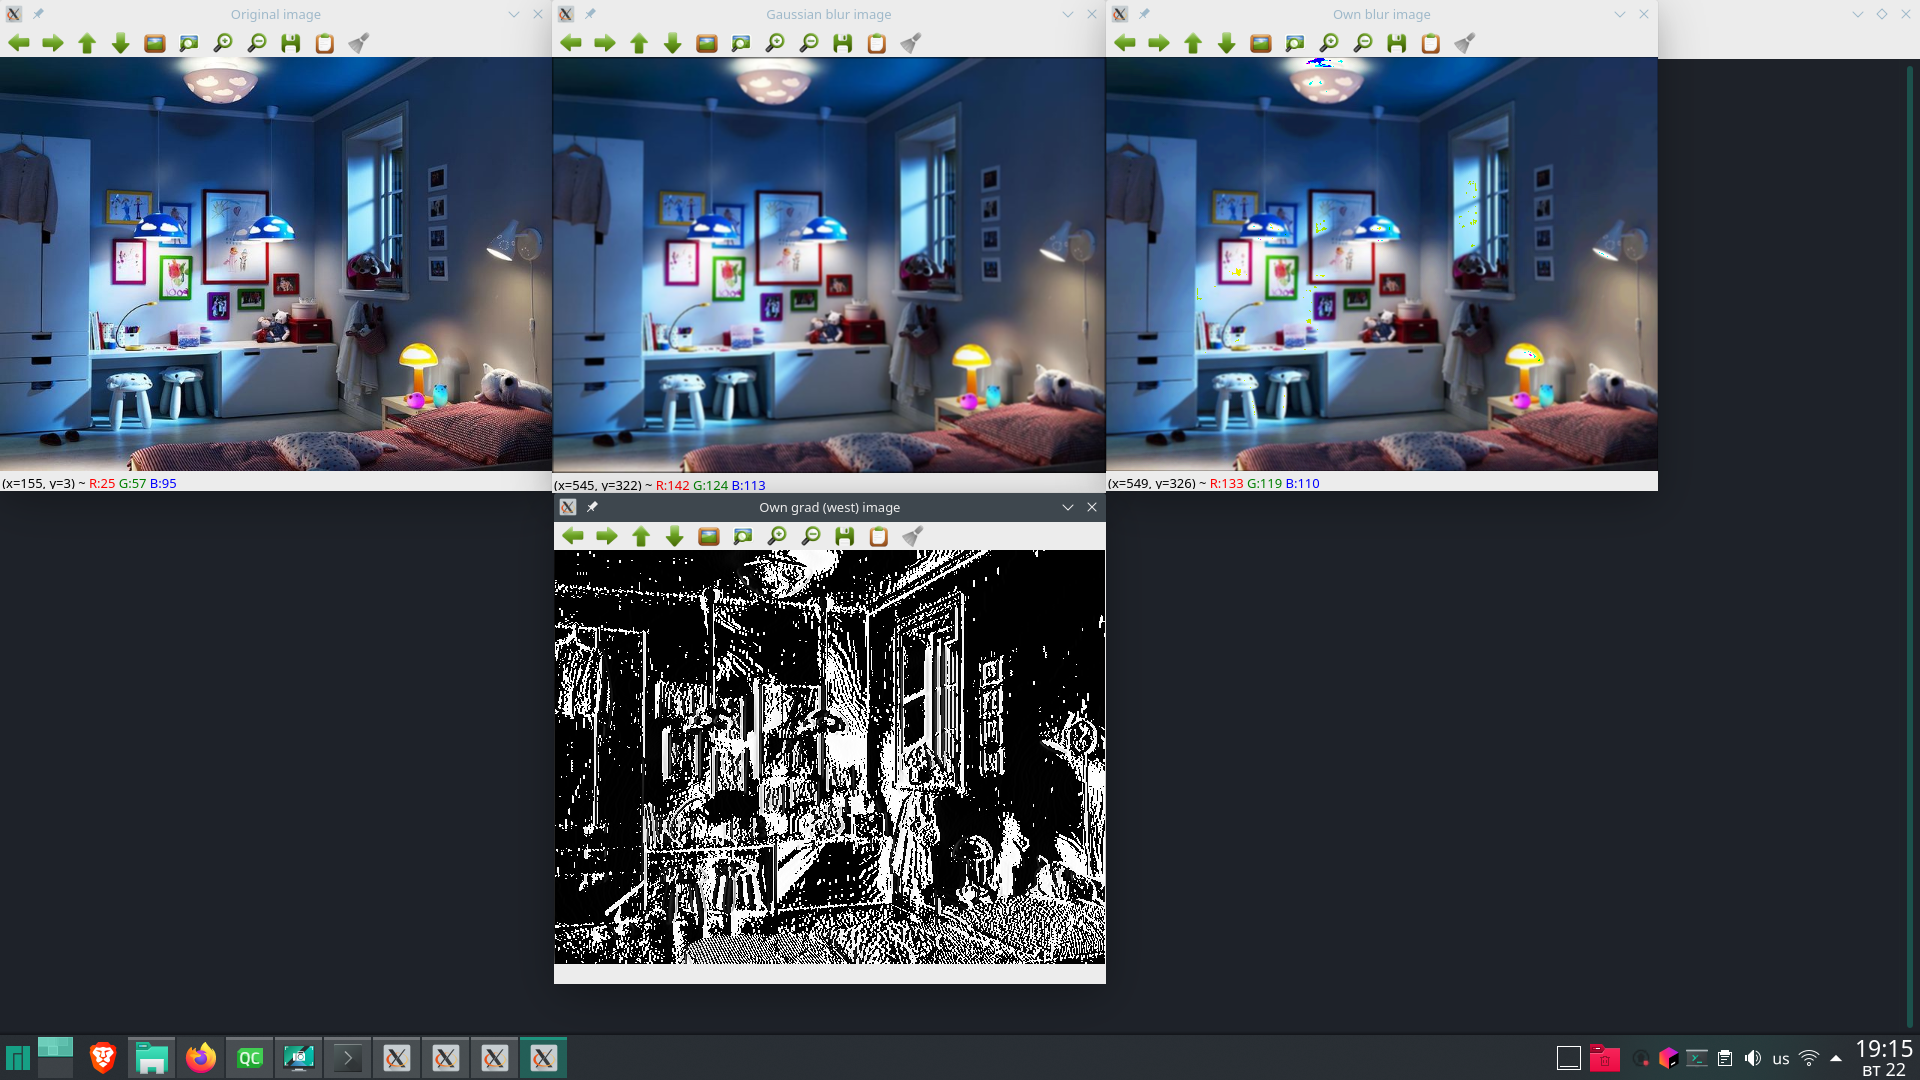 Original image
Gaussian blur image
Own blur image
(x=155, y=3) ~ R:25 G:57 B:95
(x=545, y=322) ~ R:142 G:124 B:113
(x=549, y=326) ~ R:133 G:119 B:110
Own grad (west) image
QC
us
19:15
вт 22